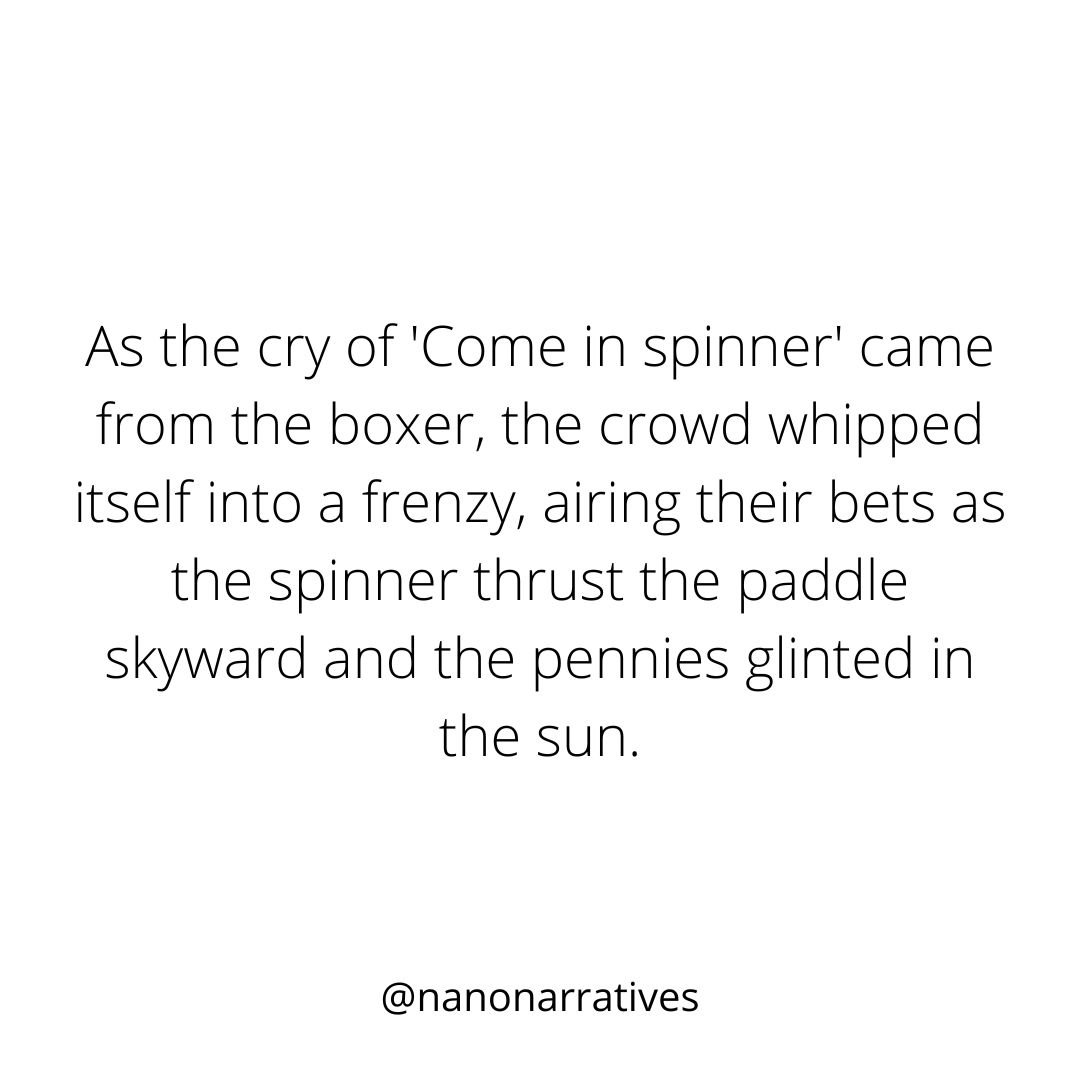 As the cry of 'Come in spinner' came
from the boxer, the crowd whipped
itself into a frenzy, airing their bets as
the spinner thrust the paddle
skyward and the pennies glinted in
the sun.
@nanonarratives